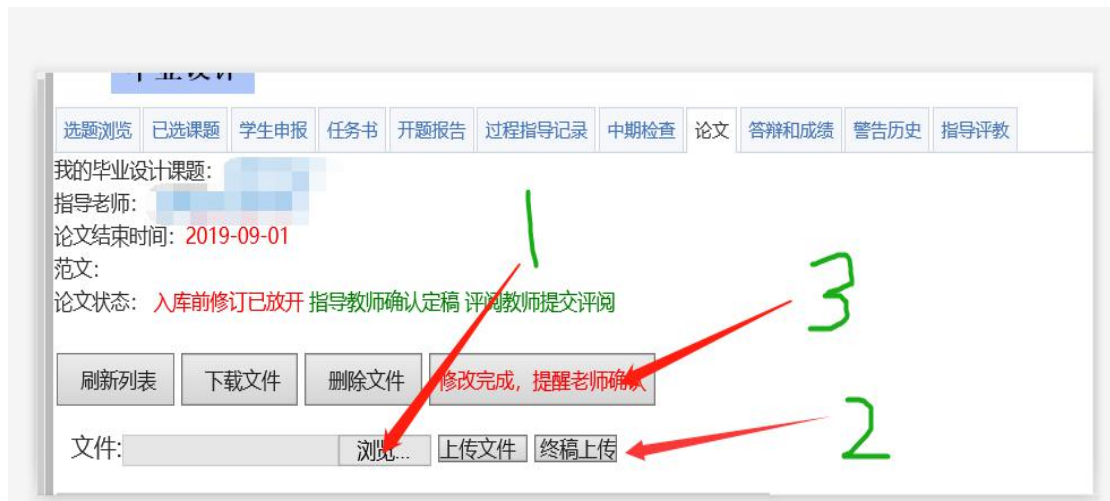 选题浏览 已选课题 学生申报 任务书 开题报告 过程指导记录 中期检查 论文 答辩和成绩 警告历史 指导评教
我的毕业设计课题:
指导老师:
论文结束时间: 2019-09-01
范文:
论文状态: 入库前修订已放开 指导教师确认定稿 评阅教师提交评阅
刷新列表 下载文件 删除文件 修改完成, 提醒老师确认
文件: 浏览... 上传文件 终稿上传
1
3
2